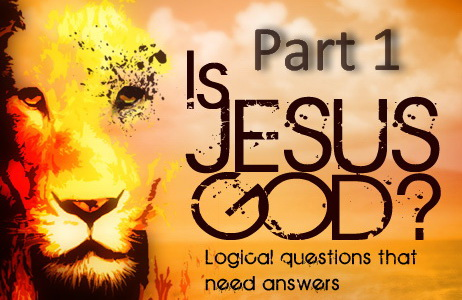 Part 1
Is
JESUS
GOD?
Logical questions that
need answers